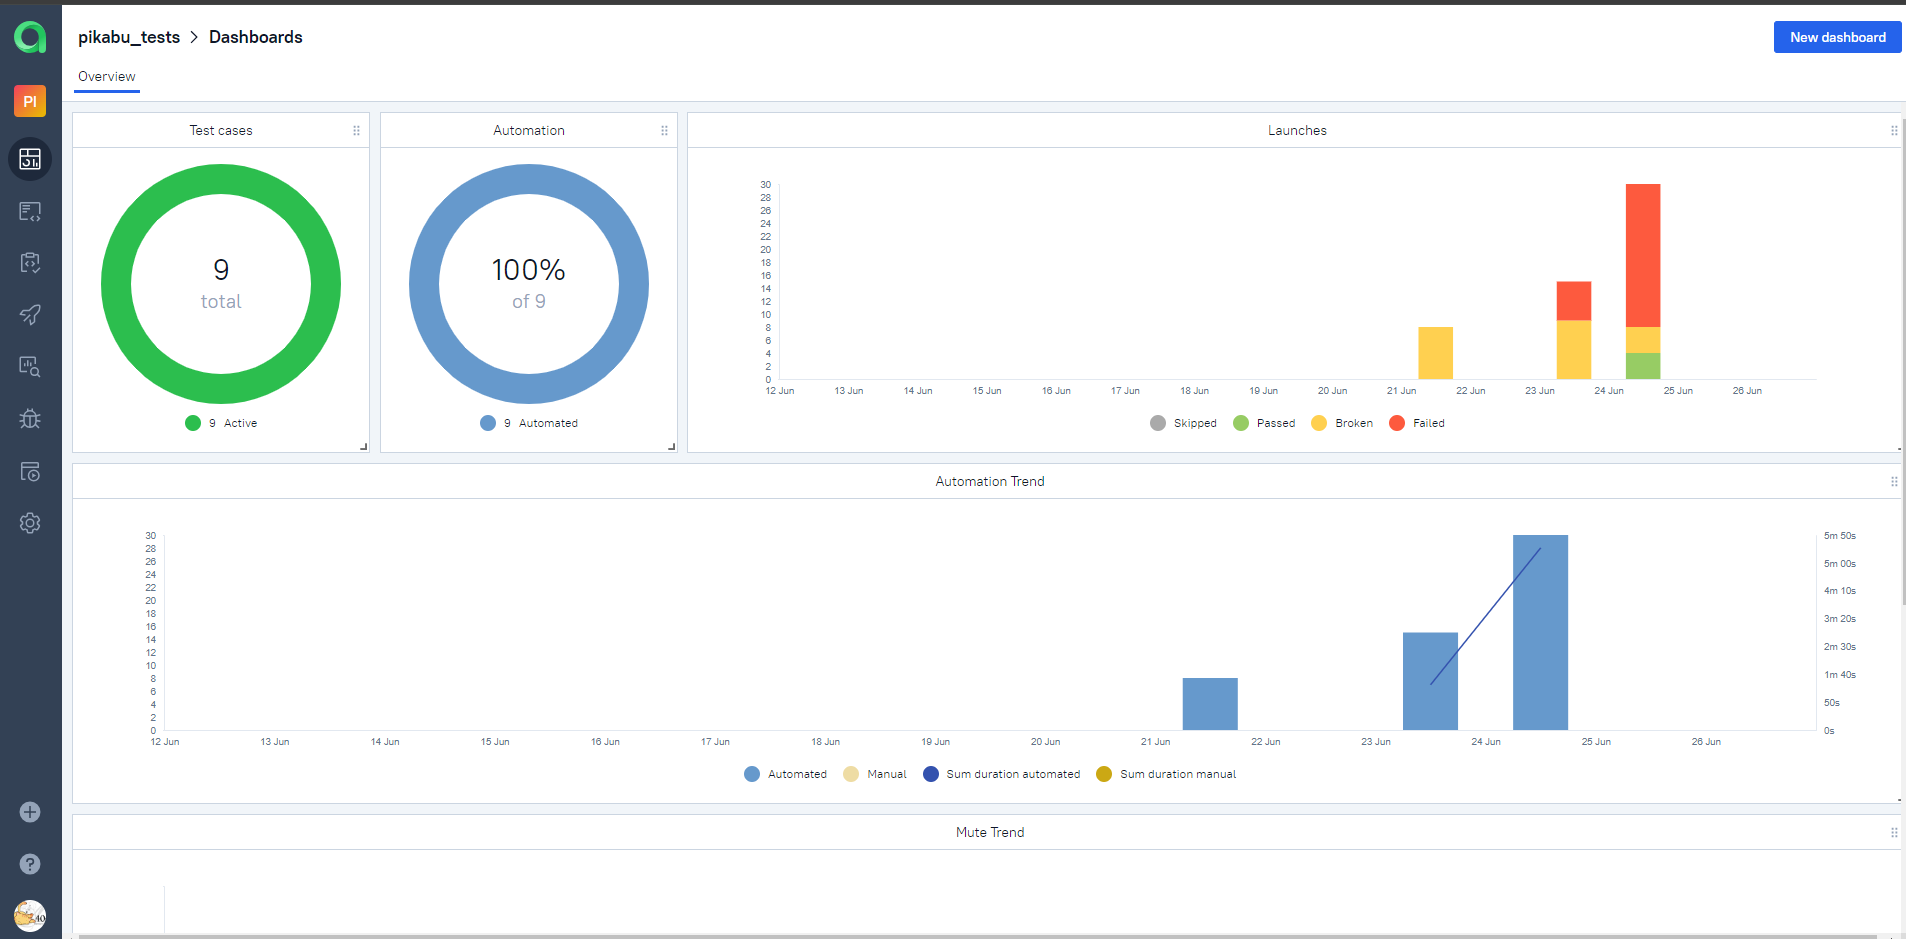 pikabu_tests > Dashboards
New dashboard
Overview
PI
Test cases
9
total
9 Active
Automation
100%
of 9
9 Automated
Launches
30
28
26
24
22
20
18
16
14
12
10
8
6
4
2
0
12 Jun 13 Jun 14 Jun 15 Jun 16 Jun 17 Jun 18 Jun 19 Jun 20 Jun 21 Jun 22 Jun 23 Jun 24 Jun 25 Jun 26 Jun
Skipped Passed Broken Failed
Automation Trend
30
28
26
24
22
20
18
16
14
12
10
8
6
4
2
0
5m 50s
5m 00s
4m 10s
3m 20s
2m 30s
1m 40s
50s
0s
12 Jun 13 Jun 14 Jun 15 Jun 16 Jun 17 Jun 18 Jun 19 Jun 20 Jun 21 Jun 22 Jun 23 Jun 24 Jun 25 Jun 26 Jun
Automated Manual Sum duration automated Sum duration manual
Mute Trend